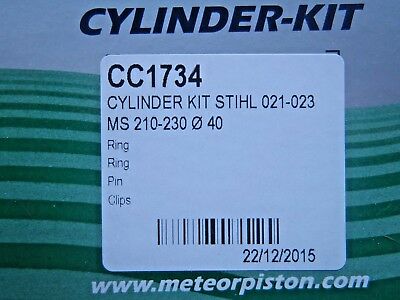 CYLINDER-KIT
CC1734
CYLINDER KIT STIHL 021-023
MS 210-230 Ø 40
Ring
Ring
Pin
Clips
22/12/2015
www.meteorpiston.com